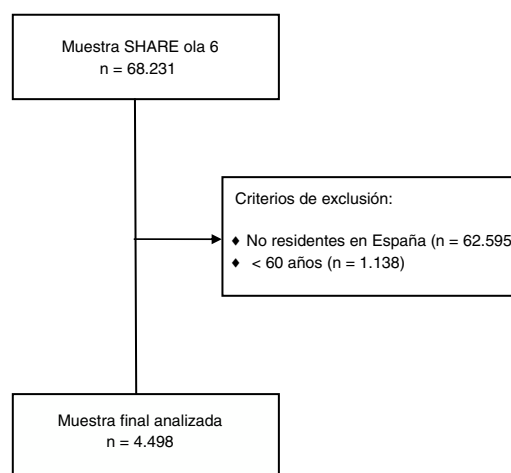 Muestra SHARE ola 6
n = 68.231
Criterios de exclusión:
♦ No residentes en España (n = 62.595
♦ < 60 años (n = 1.138)
Muestra final analizada
n = 4.498